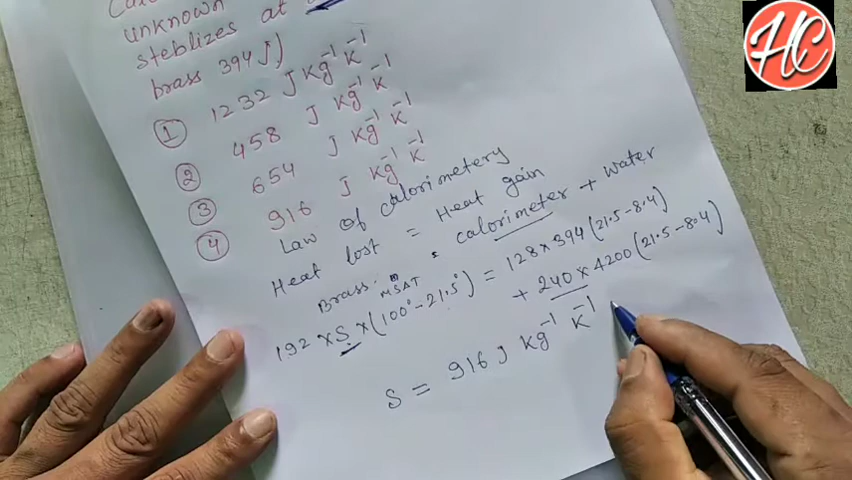 unknown
steblizes at
brass 394 J)
① 1232 J Kg⁻¹ K⁻¹
② 458 J Kg⁻¹ K⁻¹
③ 654 J Kg⁻¹ K⁻¹
④ 916 J Kg⁻¹ K⁻¹
Law of calorimetery
Heat lost = Heat gain
Brass. calorimeter + water
MSΔT
192 × S × (100° - 21.5°) = 128 × 394 (21.5 - 8.4)
+ 240 × 4200 (21.5 - 8.4)
S = 916 J Kg⁻¹ K⁻¹
HC